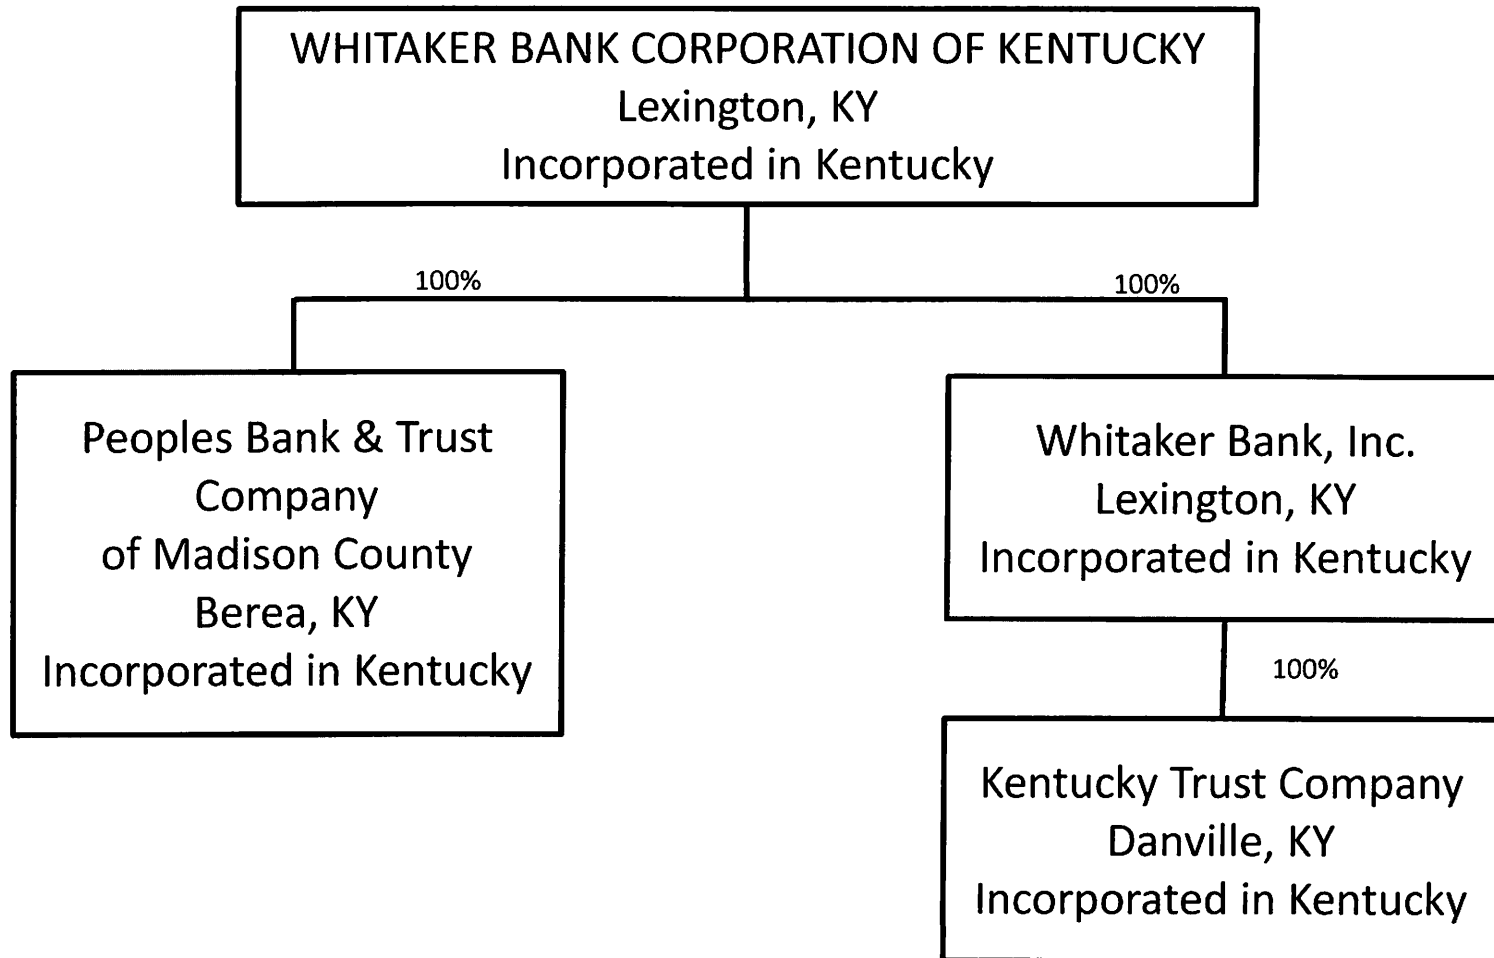 WHITAKER BANK CORPORATION OF KENTUCKY
Lexington, KY
Incorporated in Kentucky
100%
100%
Peoples Bank & Trust
Company
of Madison County
Berea, KY
Incorporated in Kentucky
Whitaker Bank, Inc.
Lexington, KY
Incorporated in Kentucky
100%
Kentucky Trust Company
Danville, KY
Incorporated in Kentucky